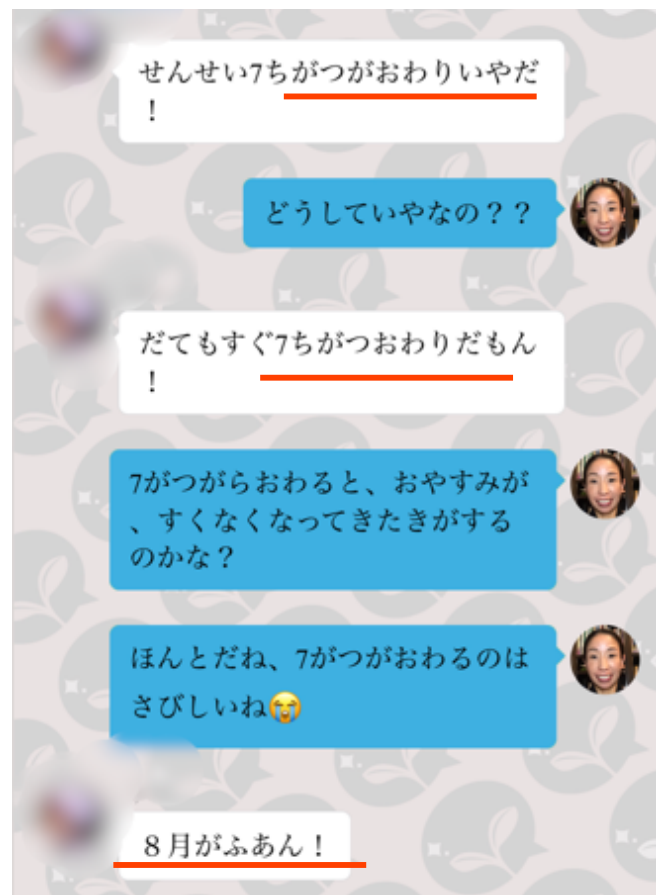 せんせい7ちがつがおわりいやだ
！
どうしていやなの？？
だてもすぐ7ちがつおわりだもん
！
7がつがらおわると、おやすみが
、すくなくなってきたきがする
のかな？
ほんとだね、7がつがおわるのは
さびしいね😭
８月がふあん！